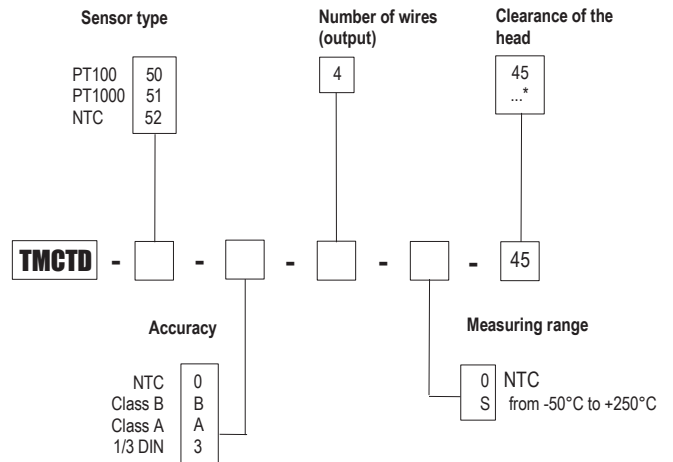 Sensor type
Number of wires
(output)
Clearance of the
head
PT100 50
PT1000 51
NTC 52
4
45
...*
TMCTD - - - - - 45
Accuracy
NTC 0
Class B B
Class A A
1/3 DIN 3
Measuring range
0 NTC
S from -50°C to +250°C